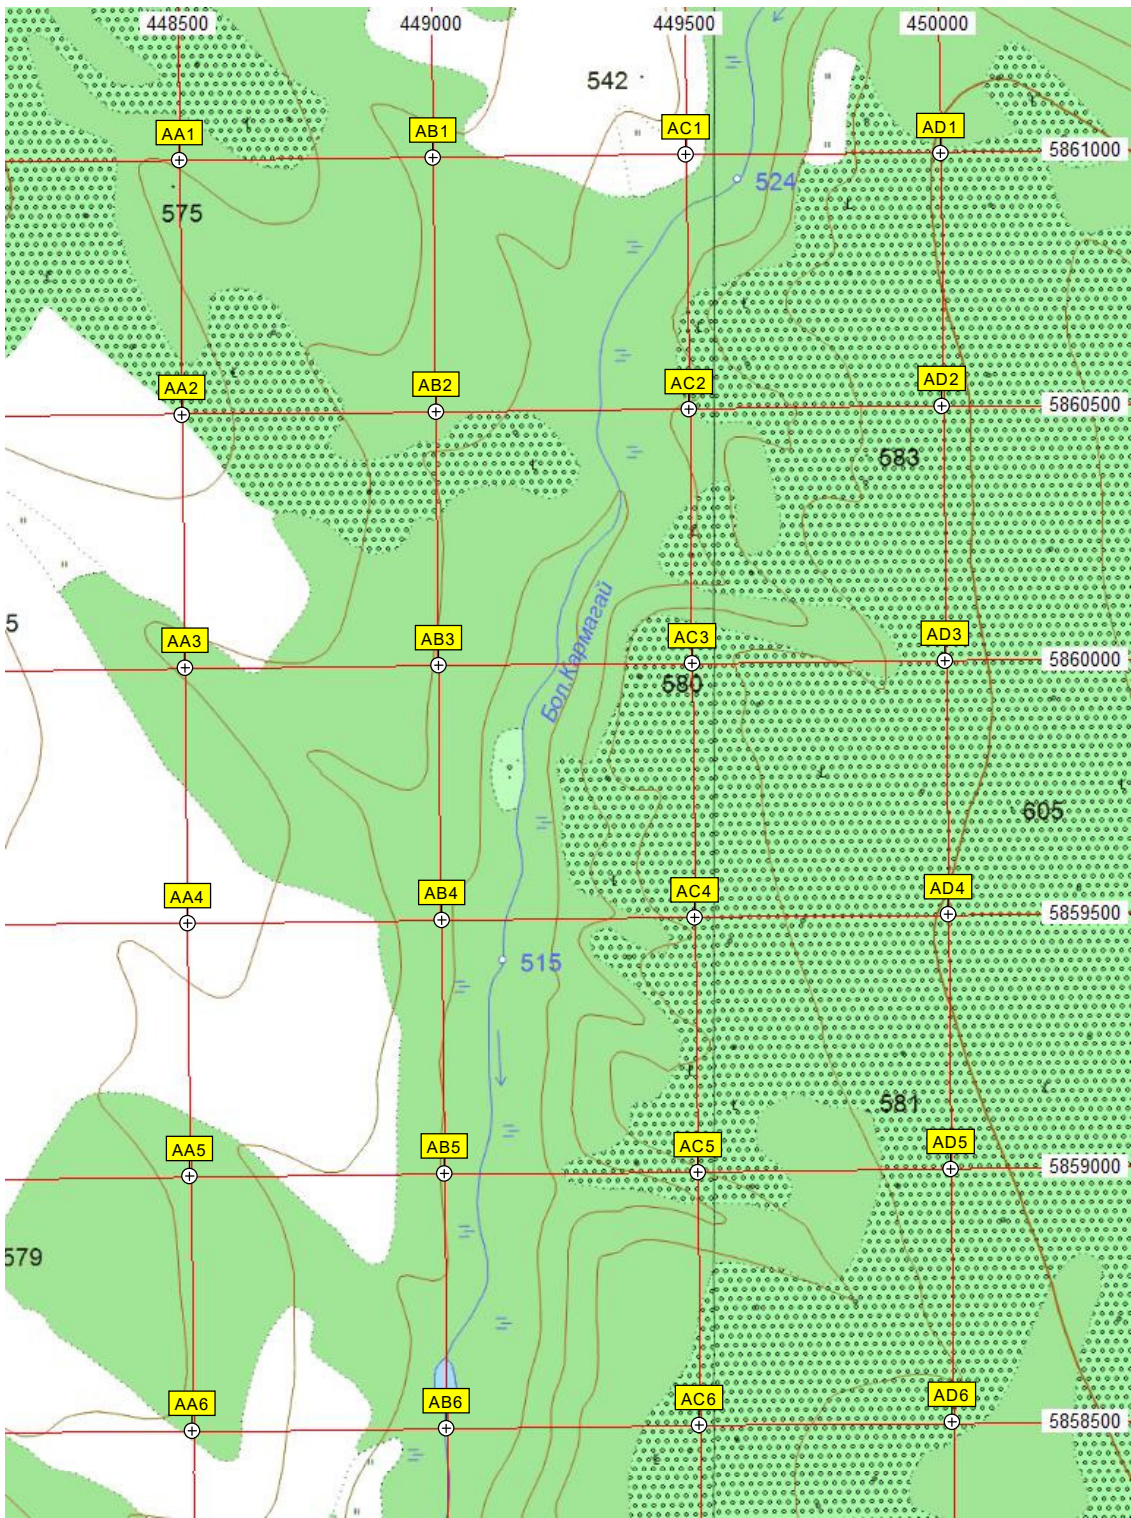 448500 449000 449500 450000
542
AA1 AB1 AC1 AD1 5861000
524
575
AA2 AB2 AC2 AD2 5860500
583
5
AA3 AB3 AC3 AD3 5860000
Бол.Кармагай
580
605
AA4 AB4 AC4 AD4 5859500
515
581
AA5 AB5 AC5 AD5 5859000
579
AA6 AB6 AC6 AD6 5858500